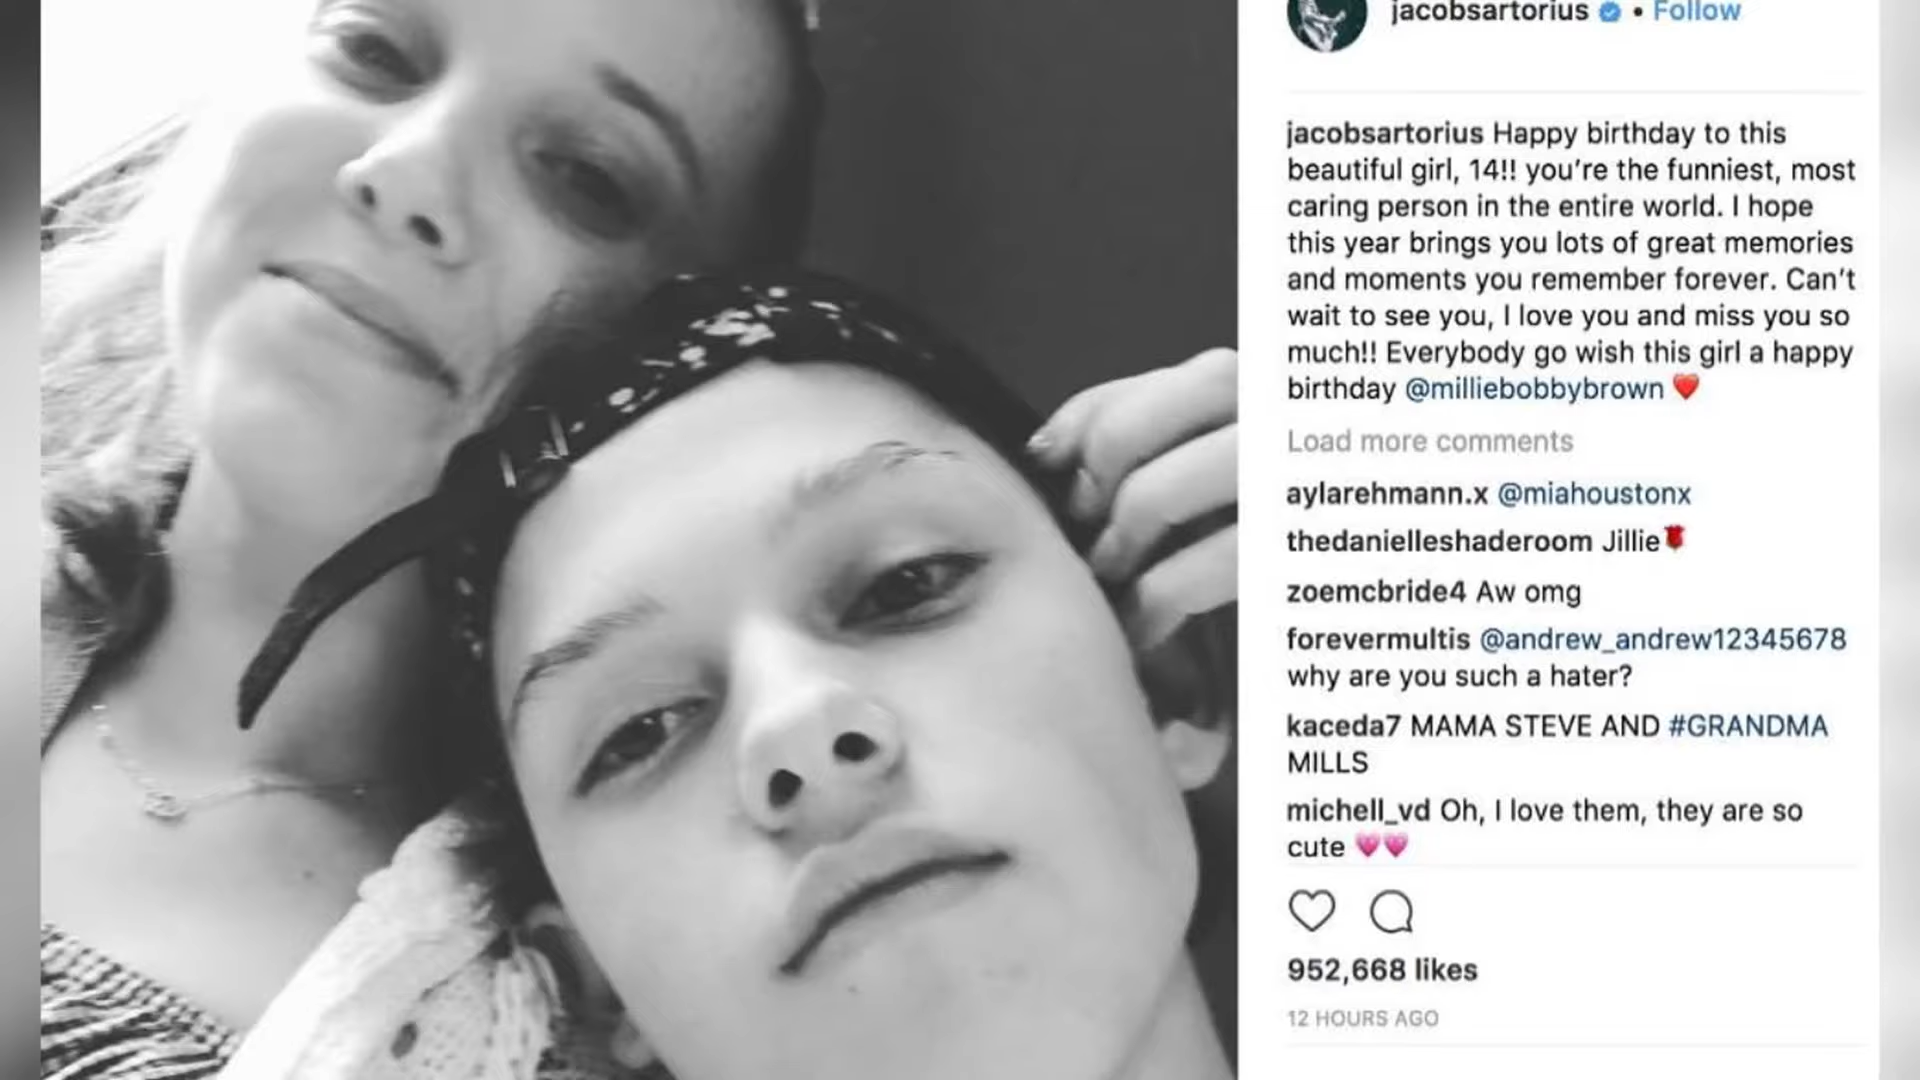 jacobsartorius • Follow
jacobsartorius Happy birthday to this
beautiful girl, 14!! you're the funniest, most
caring person in the entire world. I hope
this year brings you lots of great memories
and moments you remember forever. Can't
wait to see you, I love you and miss you so
much!! Everybody go wish this girl a happy
birthday @milliebobbybrown ❤️
Load more comments
aylarehmann.x @miahoustonx
thedanielleshaderoom Jillie🌹
zoemcbride4 Aw omg
forevermultis @andrew_andrew12345678
why are you such a hater?
kaceda7 MAMA STEVE AND #GRANDMA
MILLS
michell_vd Oh, I love them, they are so
cute 💗💗
952,668 likes
12 HOURS AGO